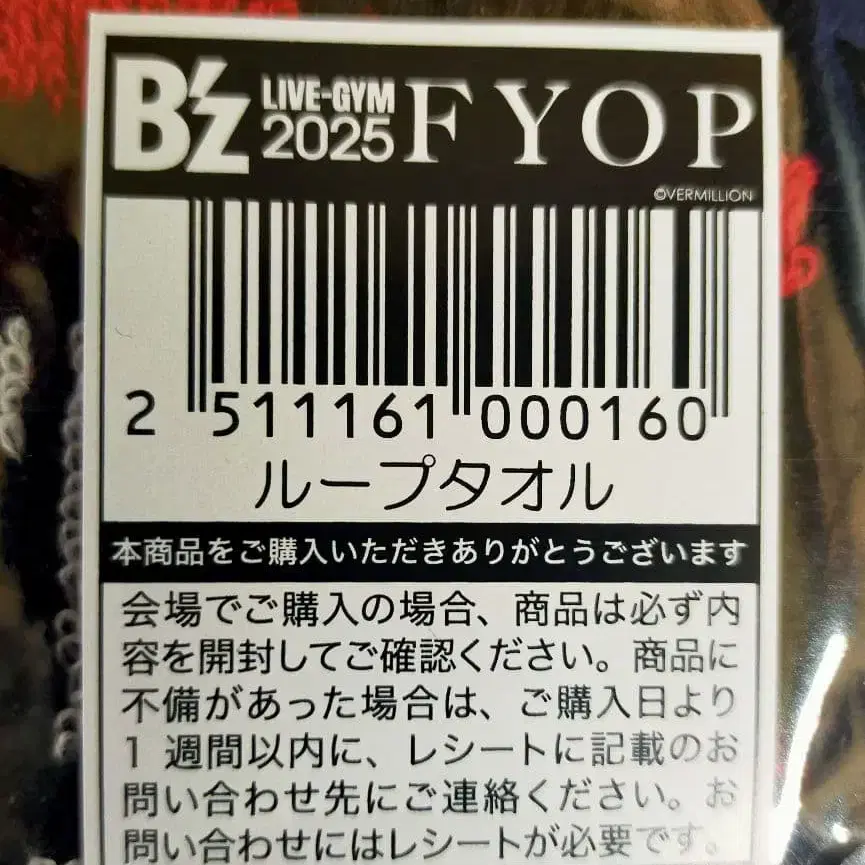 B'z LIVE-GYM 2025 FYOP
©VERMILLION
2 511161 000160
ループタオル
本商品をご購入いただきありがとうございます
会場でご購入の場合、商品は必ず内
容を開封してご確認ください。商品に
不備があった場合は、ご購入日より
1 週間以内に、レシートに記載のお
問い合わせ先にご連絡ください。お
問い合わせにはレシートが必要です。